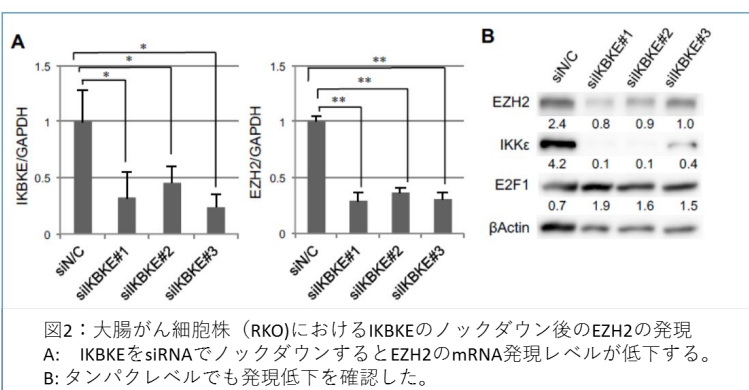 A
B
* 
*
*
1.5
1
0.5
0
IKBKE/GAPDH
siN/C
siIKBKE#1
siIKBKE#2
siIKBKE#3
**
**
**
1.5
1
0.5
0
EZH2/GAPDH
siN/C
siIKBKE#1
siIKBKE#2
siIKBKE#3
siN/C siIKBKE#1 siIKBKE#2 siIKBKE#3
EZH2
2.4 0.8 0.9 1.0
IKKε
4.2 0.1 0.1 0.4
E2F1
0.7 1.9 1.6 1.5
βActin
図2：大腸がん細胞株（RKO)におけるIKBKEのノックダウン後のEZH2の発現
A: IKBKEをsiRNAでノックダウンするとEZH2のmRNA発現レベルが低下する。
B: タンパクレベルでも発現低下を確認した。